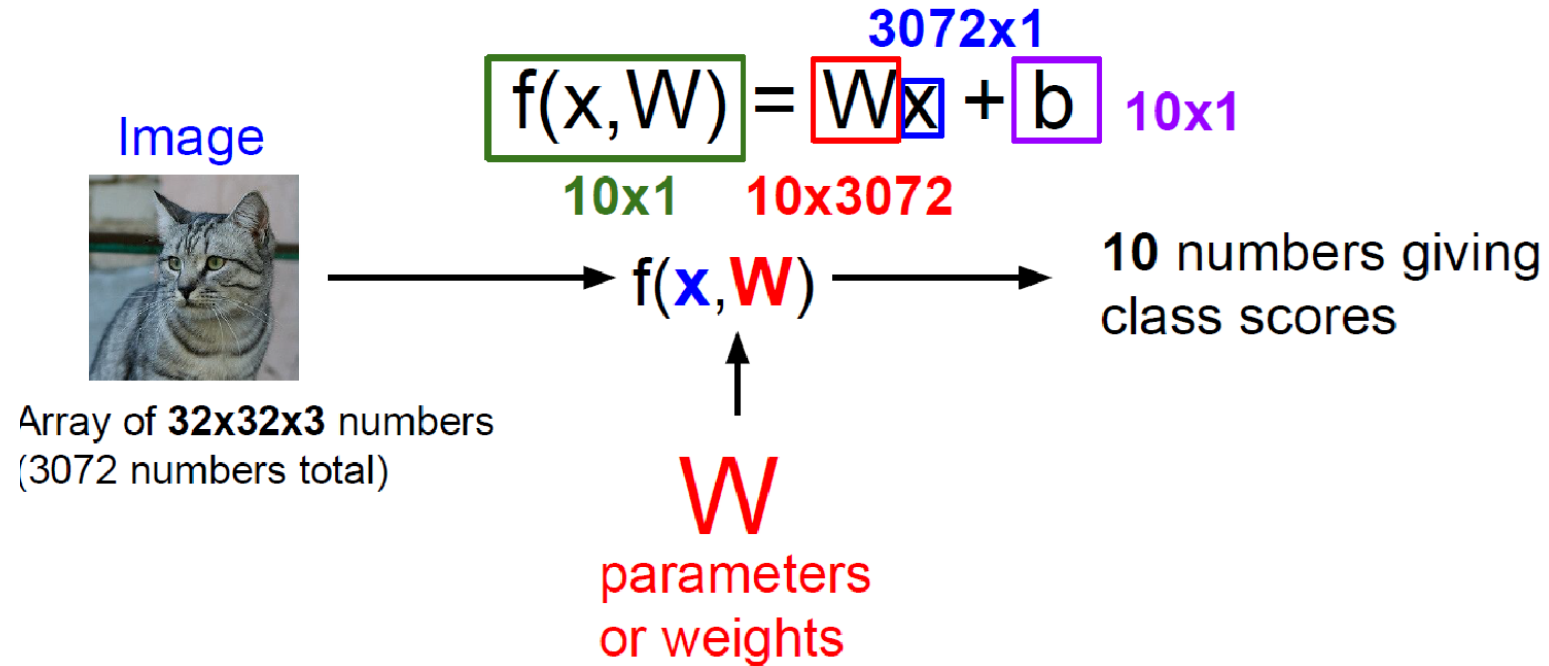 3072x1
f(x,W) = Wx + b 10x1
Image
10x1 10x3072
f(x,W)
10 numbers giving
class scores
Array of 32x32x3 numbers
(3072 numbers total)
W
parameters
or weights